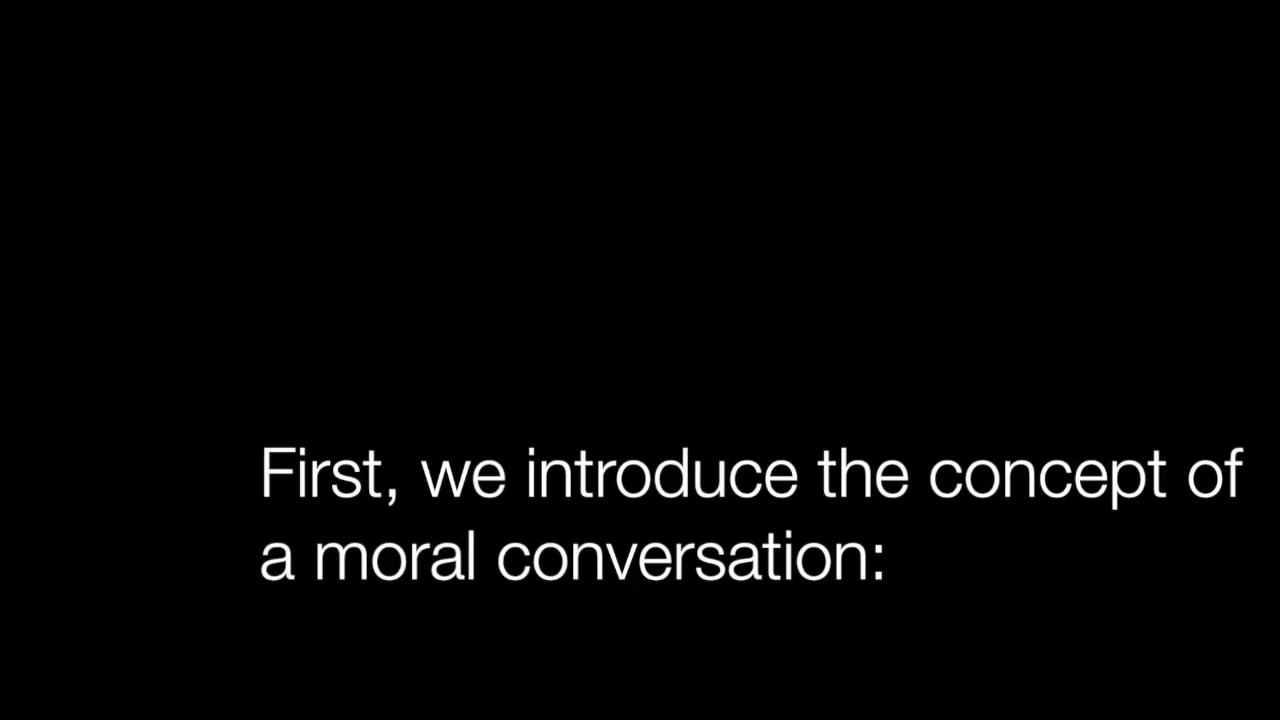 First, we introduce the concept of
a moral conversation: